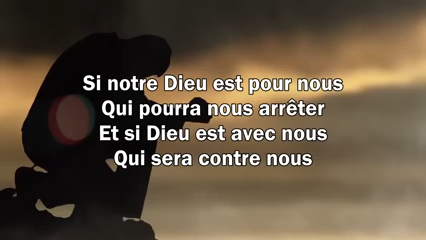 Si notre Dieu est pour nous
Qui pourra nous arrêter
Et si Dieu est avec nous
Qui sera contre nous